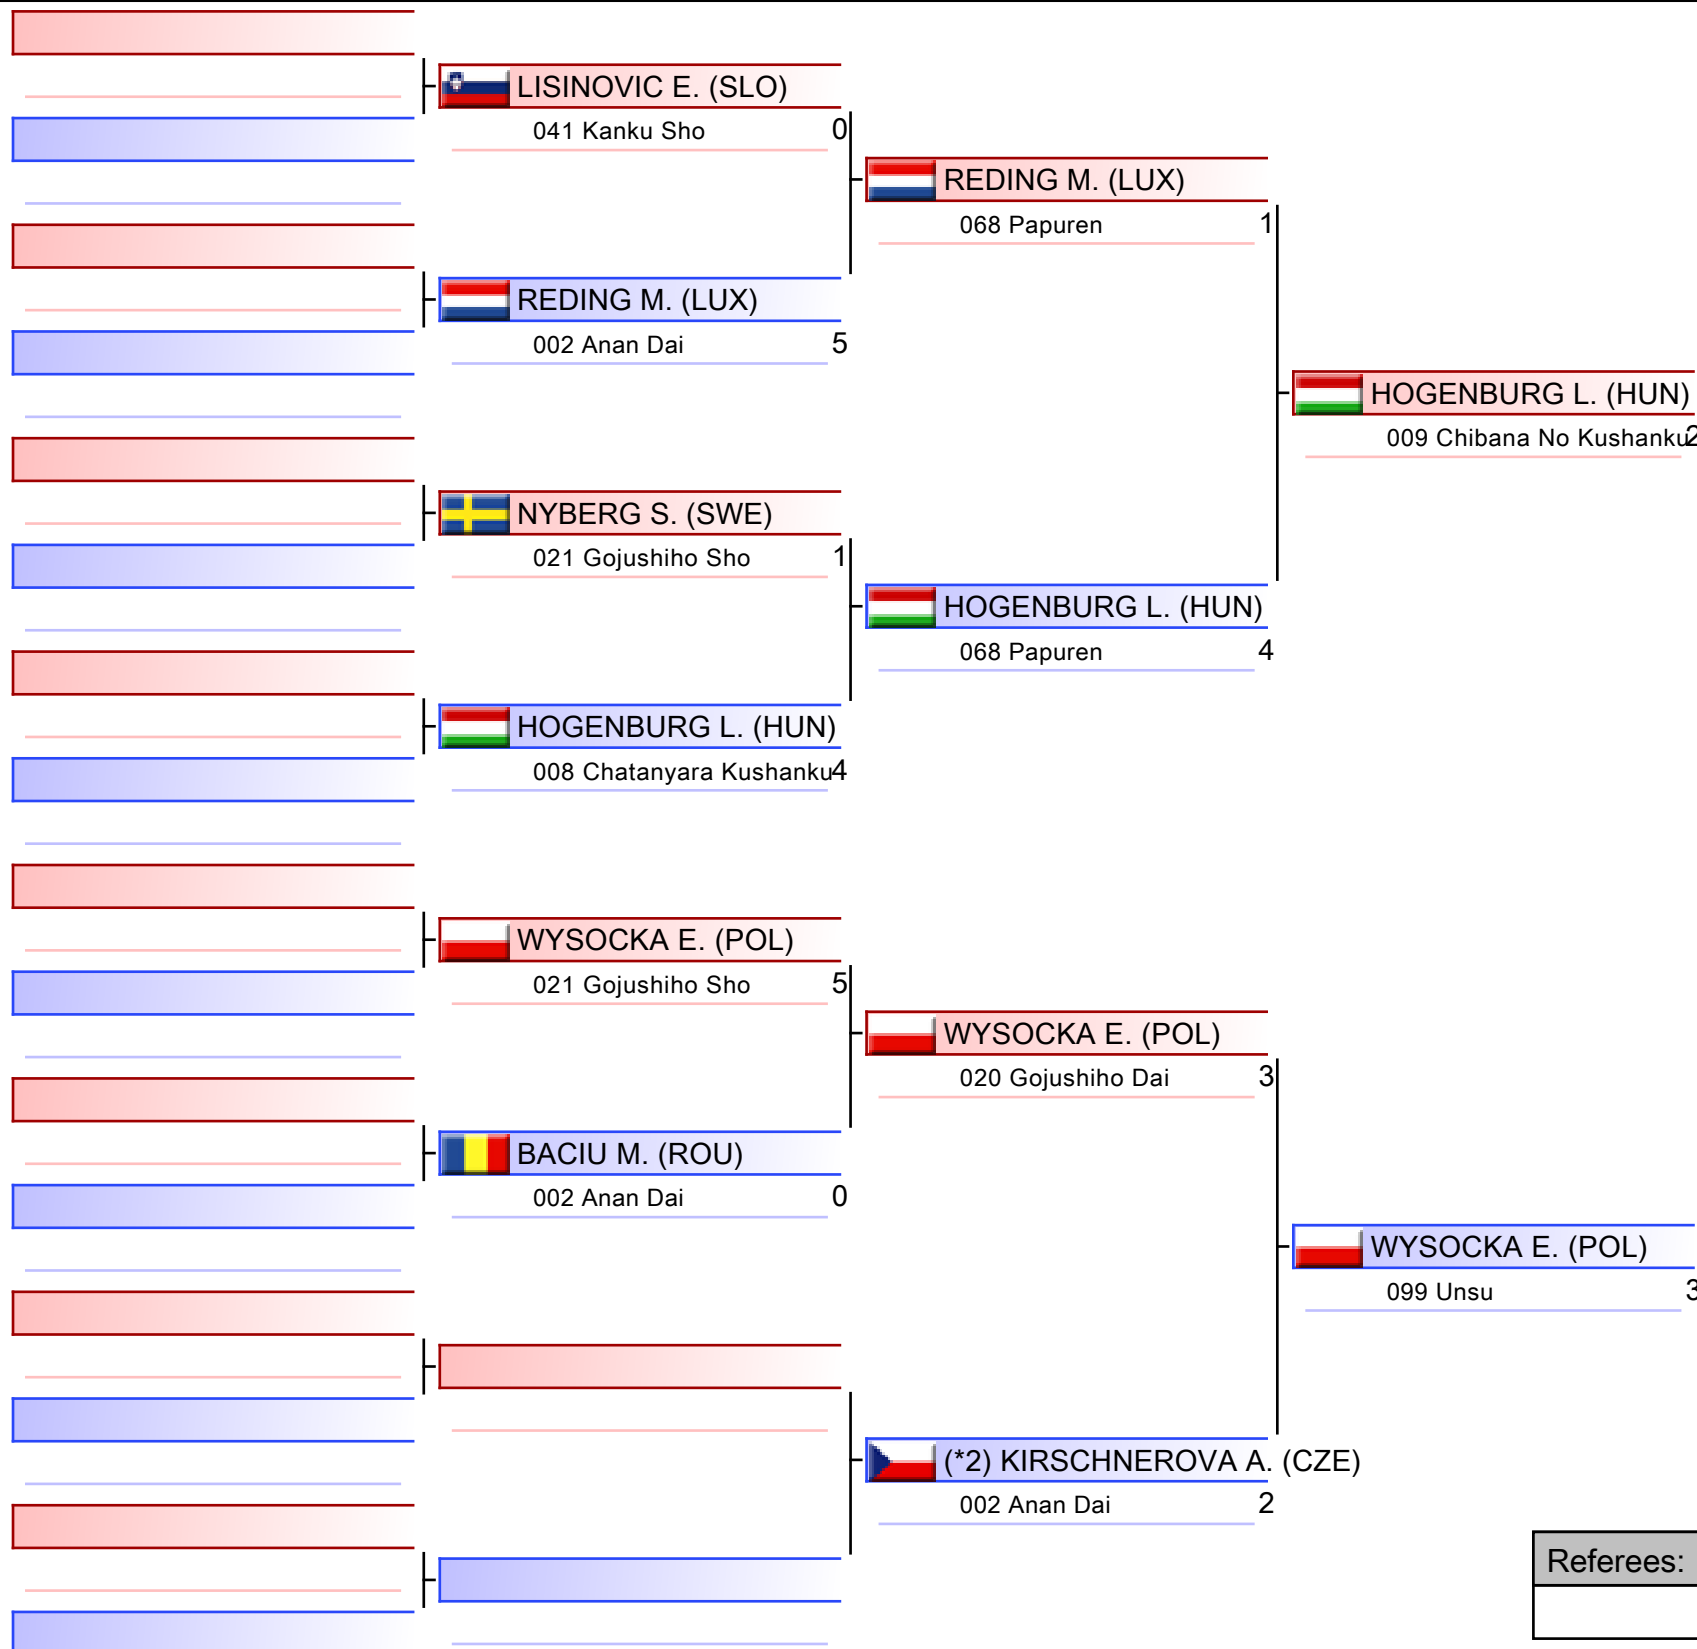 LISINOVIC E. (SLO)
041 Kanku Sho 0
REDING M. (LUX)
002 Anan Dai 5
NYBERG S. (SWE)
021 Gojushiho Sho 1
HOGENBURG L. (HUN)
008 Chatanyara Kushanku 4
WYSOCKA E. (POL)
021 Gojushiho Sho 5
BACIU M. (ROU)
002 Anan Dai 0
REDING M. (LUX)
068 Papuren 1
HOGENBURG L. (HUN)
068 Papuren 4
WYSOCKA E. (POL)
020 Gojushiho Dai 3
(*2) KIRSCHNEROVA A. (CZE)
002 Anan Dai 2
HOGENBURG L. (HUN)
009 Chibana No Kushanku 2
WYSOCKA E. (POL)
099 Unsu 3
Referees: